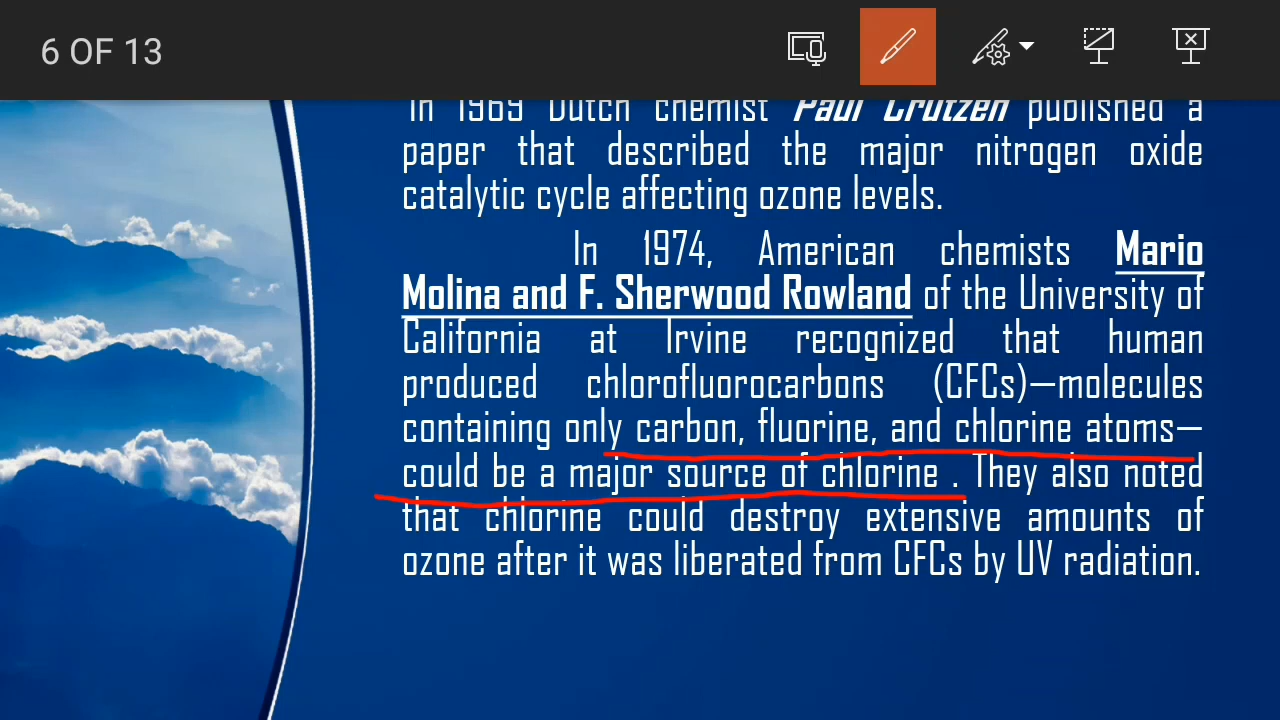 6 OF 13
In 1969 Dutch chemist Paul Crutzen published a
paper that described the major nitrogen oxide
catalytic cycle affecting ozone levels.
In 1974, American chemists Mario
Molina and F. Sherwood Rowland of the University of
California at Irvine recognized that human
produced chlorofluorocarbons (CFCs)—molecules
containing only carbon, fluorine, and chlorine atoms—
could be a major source of chlorine . They also noted
that chlorine could destroy extensive amounts of
ozone after it was liberated from CFCs by UV radiation.